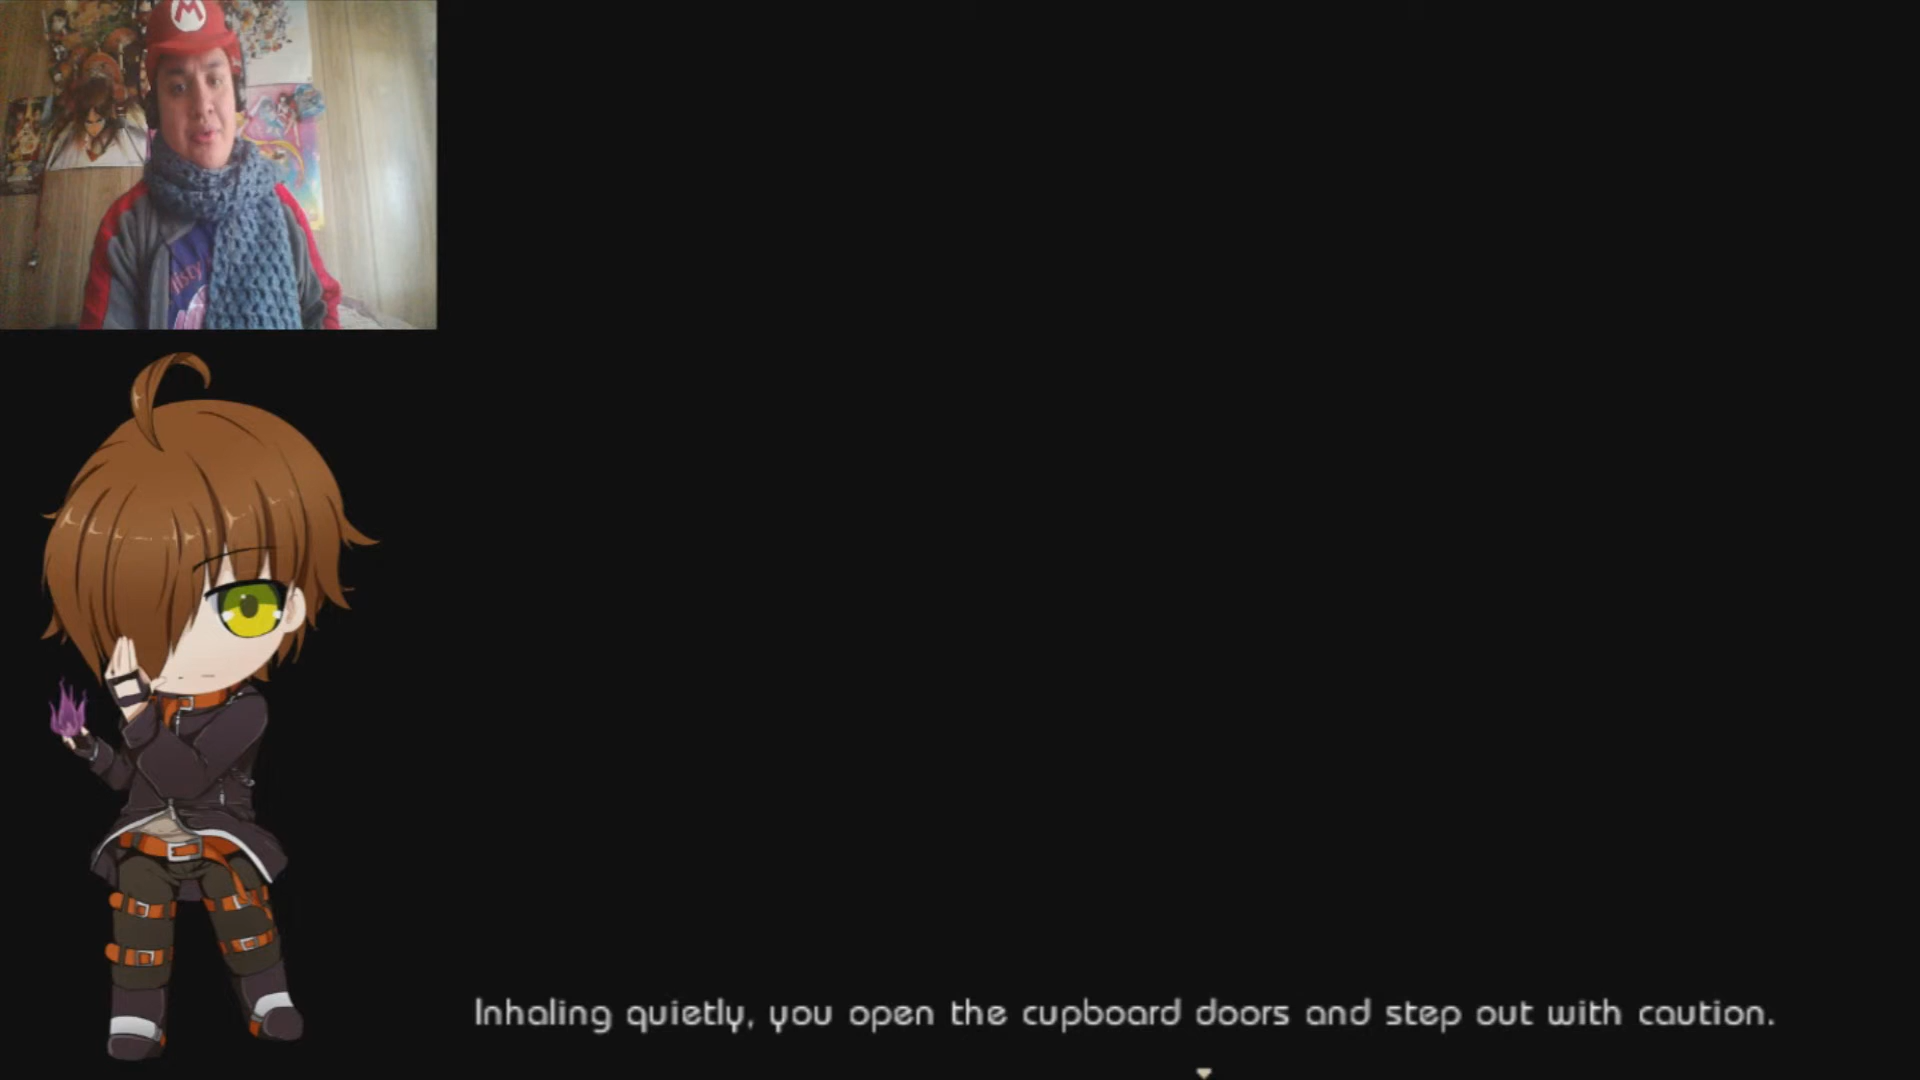 M
Inhaling quietly, you open the cupboard doors and step out with caution.